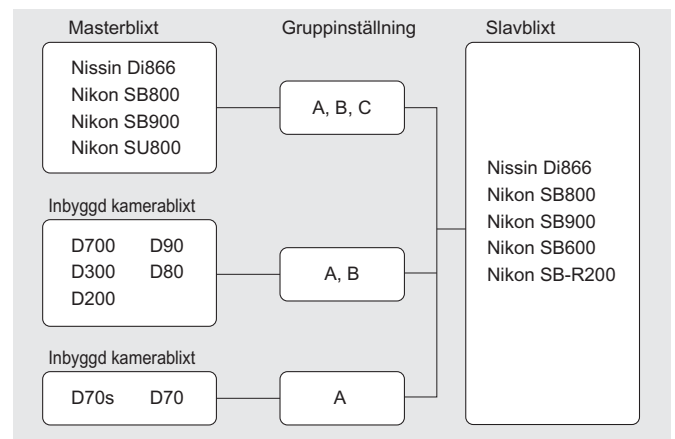 Masterblixt
Gruppinställning
Slavblixt
Nissin Di866
Nikon SB800
Nikon SB900
Nikon SU800
A, B, C
Inbyggd kamerablixt
D700 D90
D300 D80
D200
A, B
Inbyggd kamerablixt
D70s D70
A
Nissin Di866
Nikon SB800
Nikon SB900
Nikon SB600
Nikon SB-R200